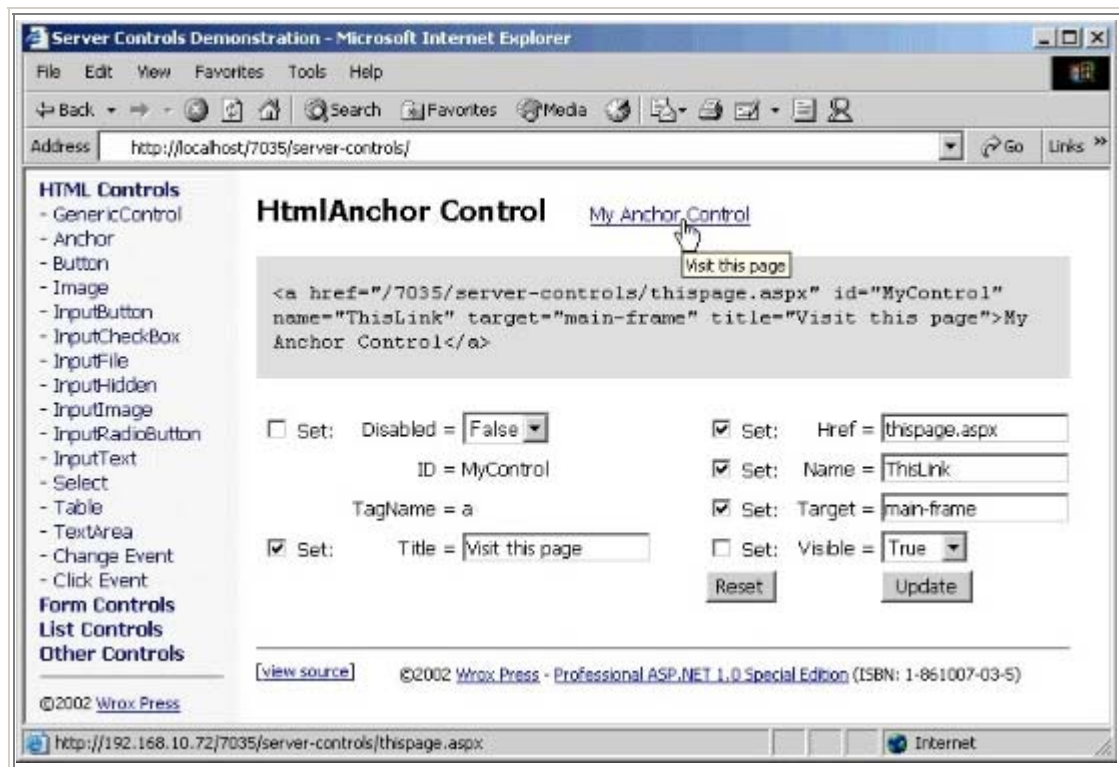 Server Controls Demonstration - Microsoft Internet Explorer
File Edit View Favorites Tools Help
Back Search Favorites Media
Address http://localhost/7035/server-controls/ Go Links »
HTML Controls
- GenericControl
- Anchor
- Button
- Image
- InputButton
- InputCheckBox
- InputFile
- InputHidden
- InputImage
- InputRadioButton
- InputText
- Select
- Table
- TextArea
- Change Event
- Click Event
Form Controls
List Controls
Other Controls
©2002 Wrox Press
HtmlAnchor Control My Anchor Control
Visit this page
<a href="/7035/server-controls/thispage.aspx" id="MyControl"
name="ThisLink" target="main-frame" title="Visit this page">My
Anchor Control</a>
Set: Disabled = False Set: Href = thispage.aspx
ID = MyControl Set: Name = ThisLink
TagName = a Set: Target = main-frame
Set: Title = Visit this page Set: Visible = True
Reset Update
[view source] ©2002 Wrox Press - Professional ASP.NET 1.0 Special Edition (ISBN: 1-861007-03-5)
http://192.168.10.72/7035/server-controls/thispage.aspx Internet